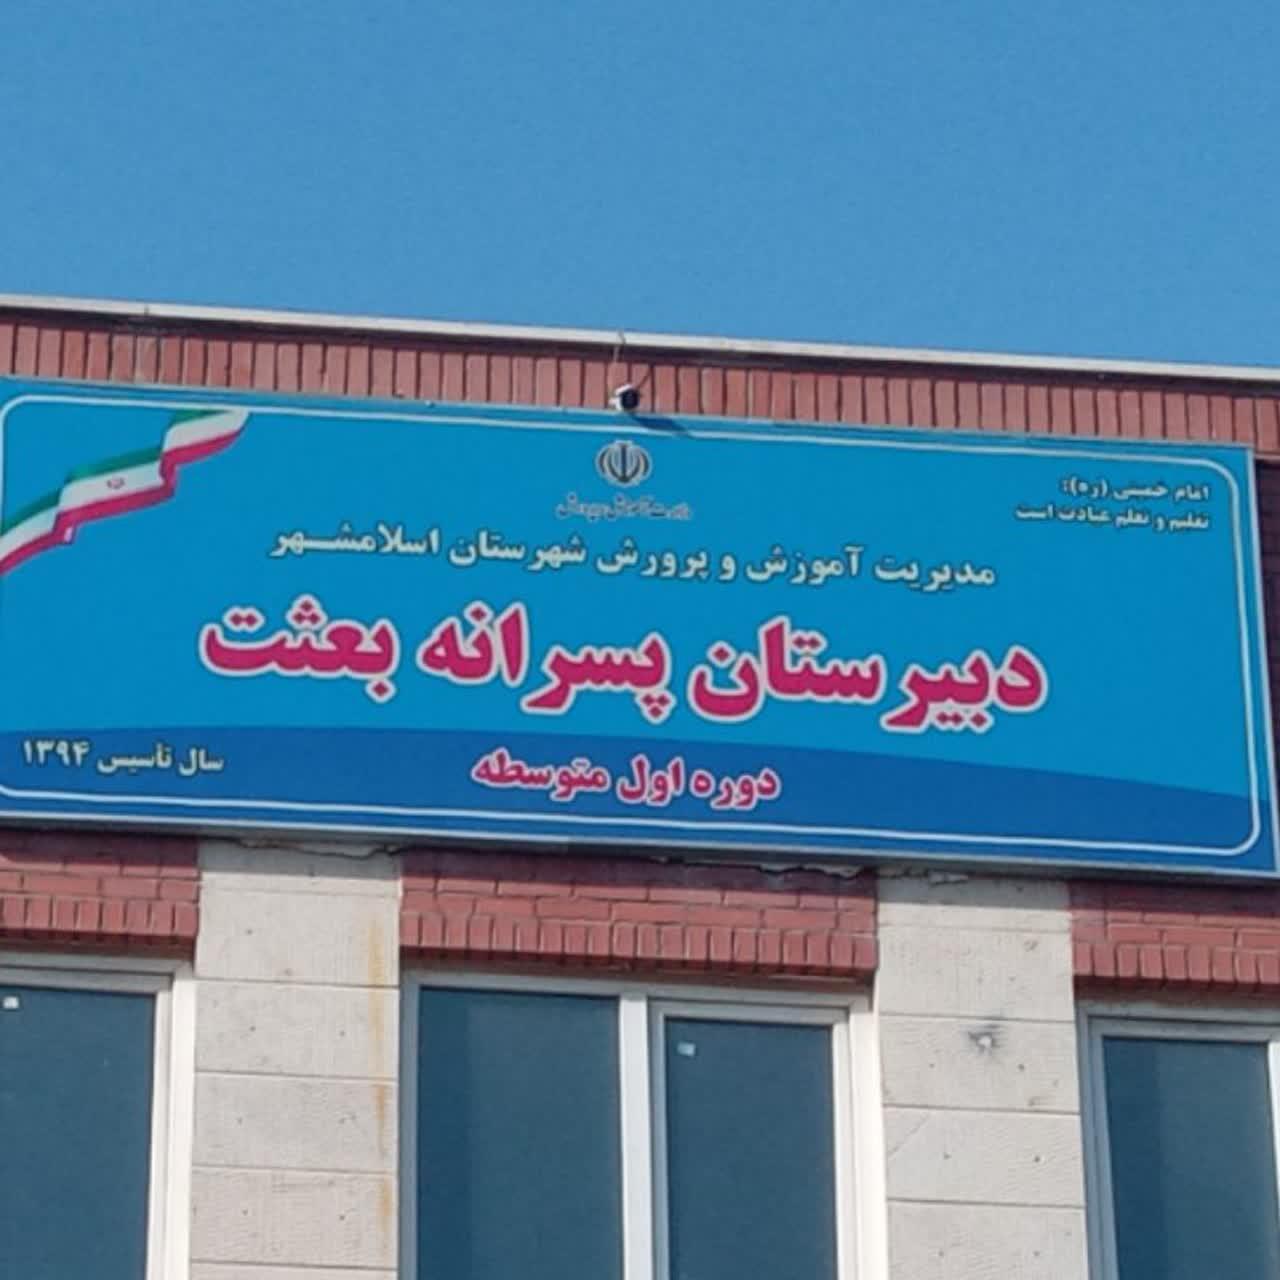 امام خمینی (ره):
تعلیم و تعلم عبادت است
مدیریت آموزش و پرورش شهرستان اسلامشهر
دبیرستان پسرانه بعثت
دوره اول متوسطه
سال تأسیس ۱۳۹۴